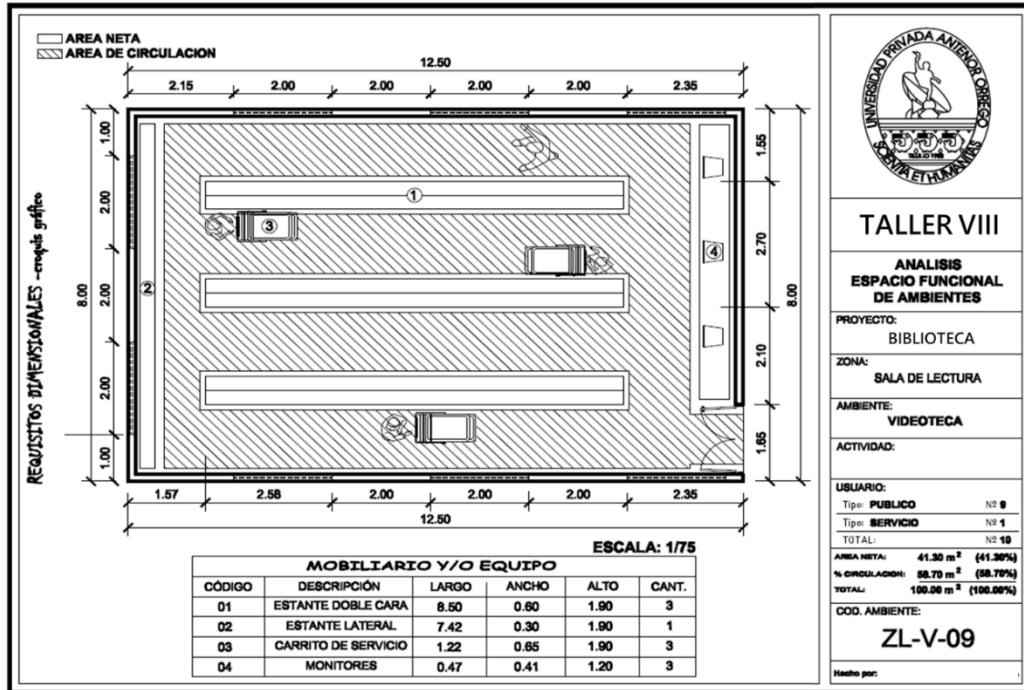 AREA NETA
AREA DE CIRCULACION
12.50
2.15 2.00 2.00 2.00 2.00 2.35
REQUISITOS DIMENSIONALES -croquis gráfico
8.00
1.00
2.00
2.00
2.00
1.00
1
2
3
4
1.55
2.70
2.10
1.65
8.00
1.57 2.58 2.00 2.00 2.00 2.35
12.50
ESCALA: 1/75
MOBILIARIO Y/O EQUIPO
CÓDIGO DESCRIPCIÓN LARGO ANCHO ALTO CANT.
01 ESTANTE DOBLE CARA 8.50 0.60 1.90 3
02 ESTANTE LATERAL 7.42 0.30 1.90 1
03 CARRITO DE SERVICIO 1.22 0.65 1.90 3
04 MONITORES 0.47 0.41 1.20 3
UNIVERSIDAD PRIVADA ANTENOR ORREGO
TRUJILLO 1988
SCIENTIA ET HUMANITAS
TALLER VIII
ANALISIS
ESPACIO FUNCIONAL
DE AMBIENTES
PROYECTO:
BIBLIOTECA
ZONA:
SALA DE LECTURA
AMBIENTE:
VIDEOTECA
ACTIVIDAD:
USUARIO:
Tipo: PUBLICO Nº 9
Tipo: SERVICIO Nº 1
TOTAL: Nº 10
AREA NETA: 41.30 m² (41.30%)
% CIRCULACION: 58.70 m² (58.70%)
TOTAL: 100.00 m² (100.00%)
COD. AMBIENTE:
ZL-V-09
Hecho por: